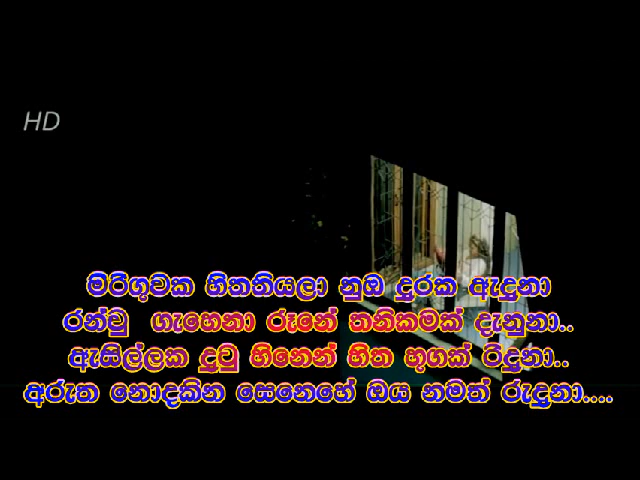 HD
මිරිගුවක හිතතියලා නුඹ දුරක ඇදුනා
රන්වු ගැහෙනා රූනේ තනිකමක් දැනුනා..
ඇසිල්ලක දුටු හීනෙන් හිත හුගක් රිදුනා..
අරුත නොදකින සෙනෙහේ ඔය නමත් රුදුනා....